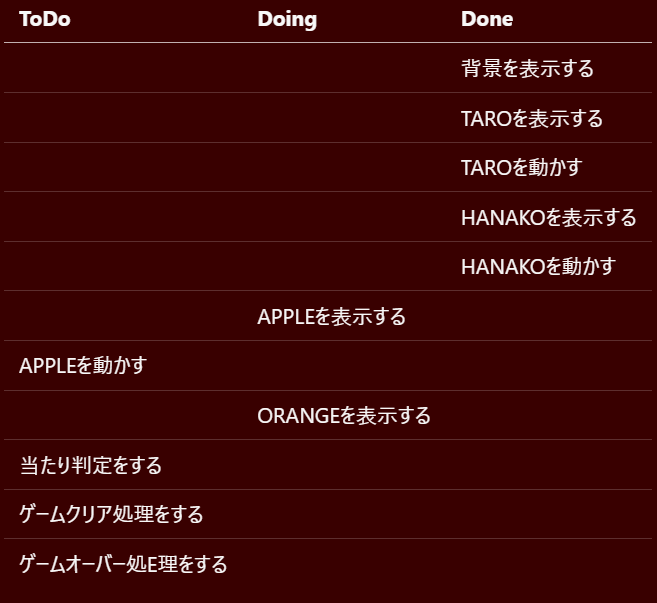 ToDo Doing Done
背景を表示する
TAROを表示する
TAROを動かす
HANAKOを表示する
HANAKOを動かす
APPLEを表示する
APPLEを動かす
ORANGEを表示する
当たり判定をする
ゲームクリア処理をする
ゲームオーバー処E理をする